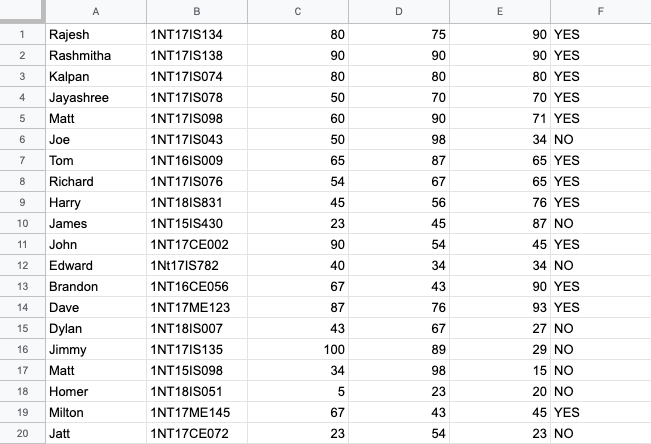 A B C D E F
1 Rajesh 1NT17IS134 80 75 90 YES
2 Rashmitha 1NT17IS138 90 90 90 YES
3 Kalpan 1NT17IS074 80 80 80 YES
4 Jayashree 1NT17IS078 50 70 70 YES
5 Matt 1NT17IS098 60 90 71 YES
6 Joe 1NT17IS043 50 98 34 NO
7 Tom 1NT16IS009 65 87 65 YES
8 Richard 1NT17IS076 54 67 65 YES
9 Harry 1NT18IS831 45 56 76 YES
10 James 1NT15IS430 23 45 87 NO
11 John 1NT17CE002 90 54 45 YES
12 Edward 1Nt17IS782 40 34 34 NO
13 Brandon 1NT16CE056 67 43 90 YES
14 Dave 1NT17ME123 87 76 93 YES
15 Dylan 1NT18IS007 43 67 27 NO
16 Jimmy 1NT17IS135 100 89 29 NO
17 Matt 1NT15IS098 34 98 15 NO
18 Homer 1NT18IS051 5 23 20 NO
19 Milton 1NT17ME145 67 43 45 YES
20 Jatt 1NT17CE072 23 54 23 NO